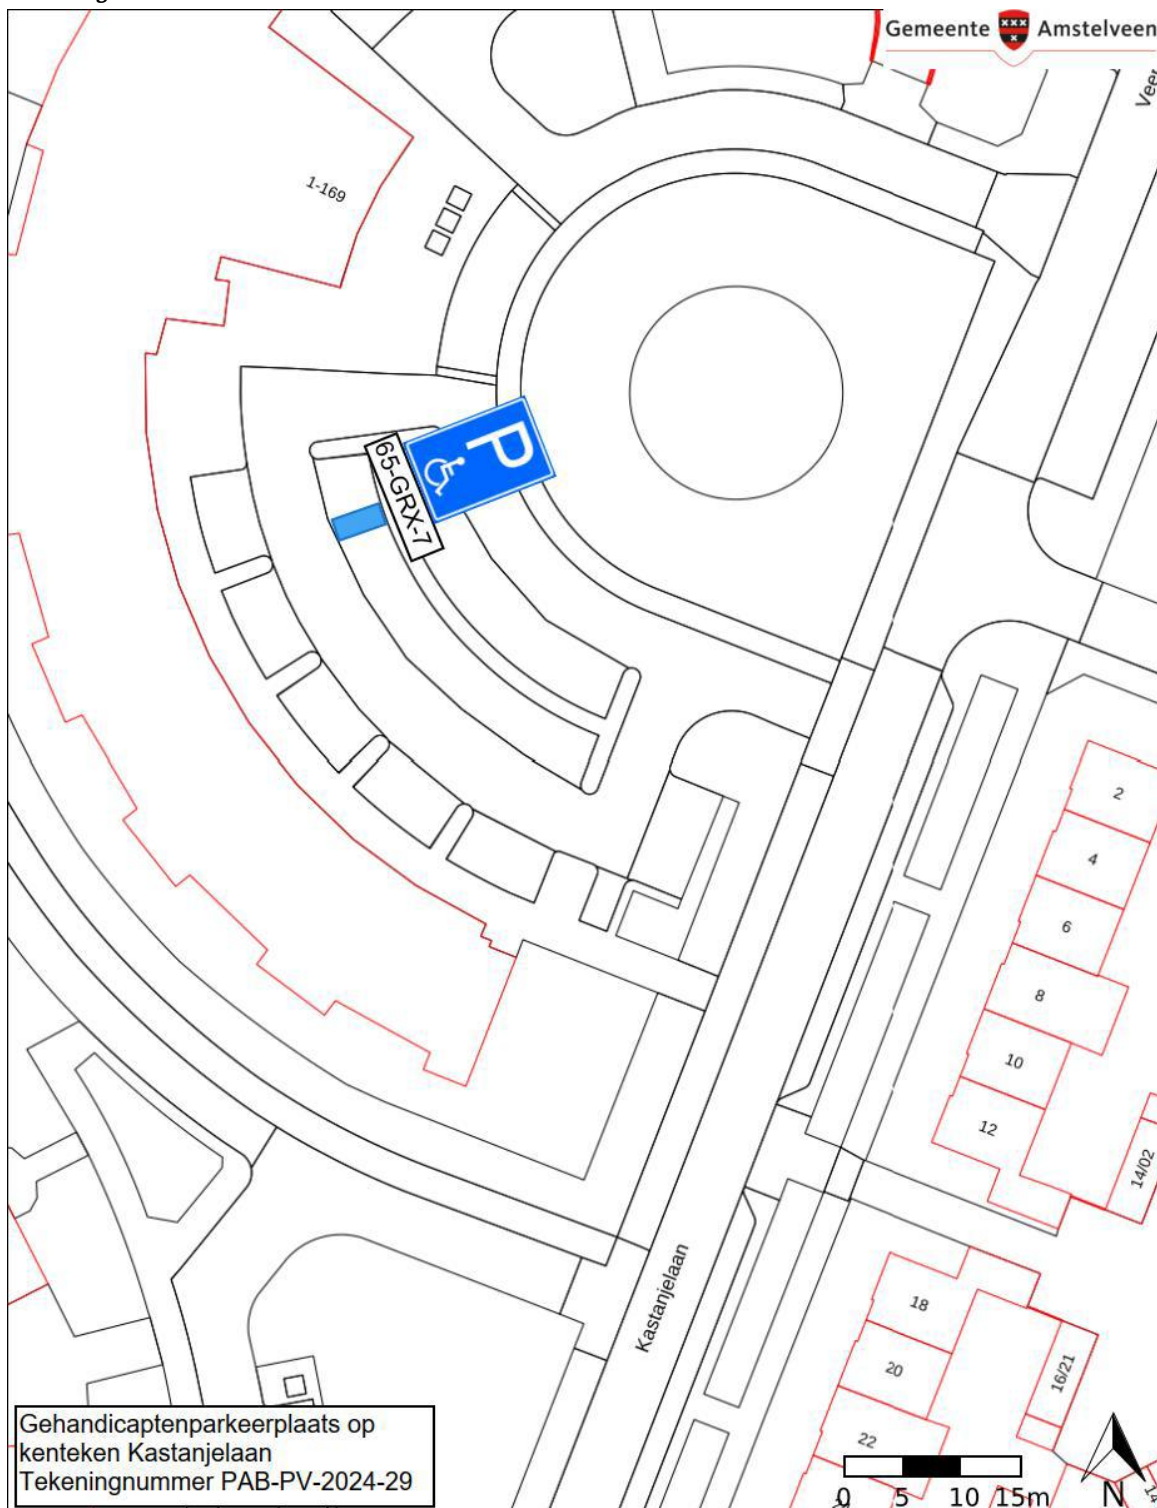 Gemeente Amstelveen
Veer
1-169
P
65-GRX-7
2
4
6
8
10
12
14/02
Kastanjelaan
18
20
16/21
22
Gehandicaptenparkeerplaats op
kenteken Kastanjelaan
Tekeningnummer PAB-PV-2024-29
0 5 10 15m
N